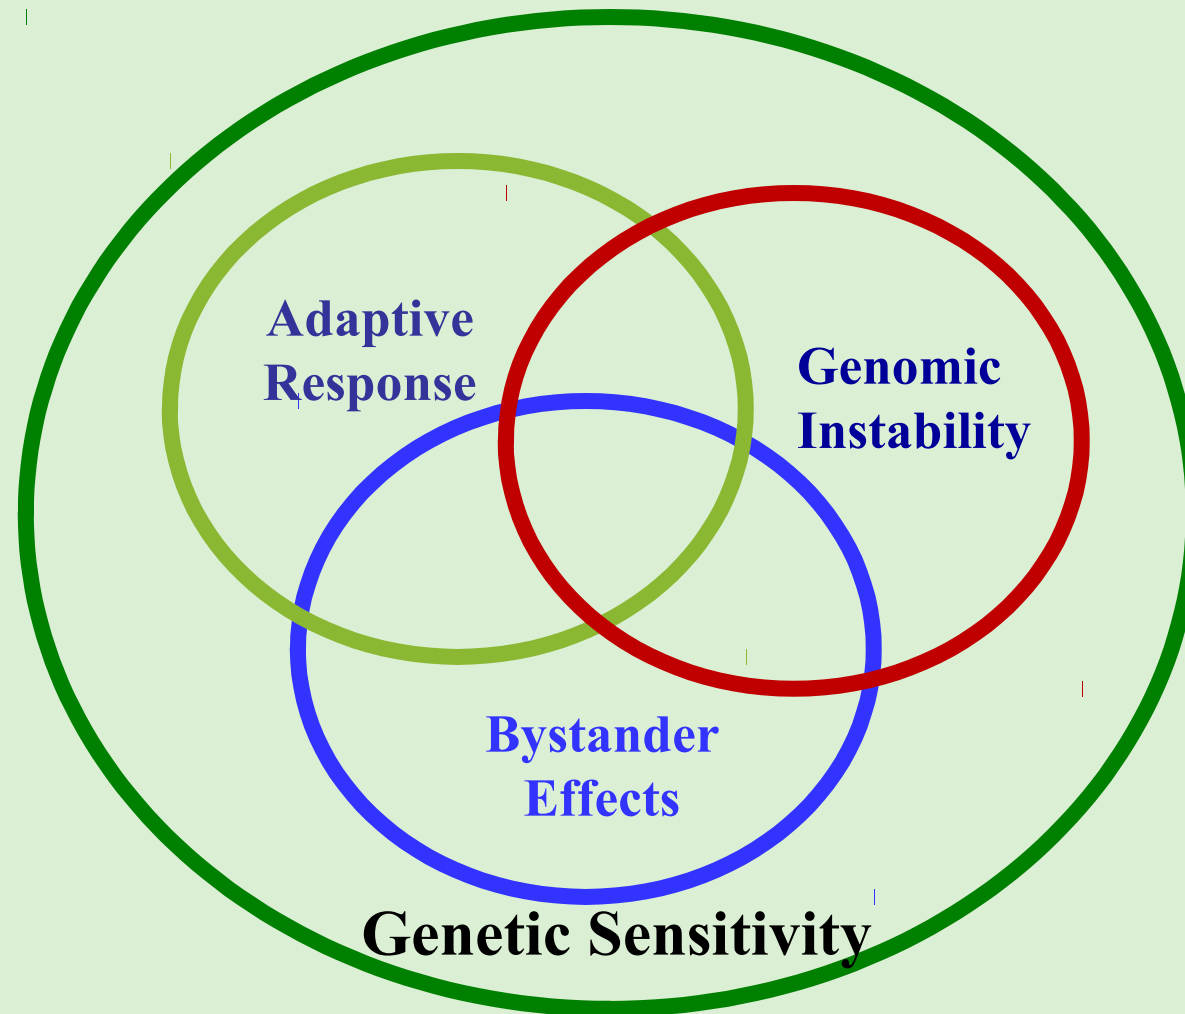 Adaptive
Response
Genomic
Instability
Bystander
Effects
Genetic Sensitivity